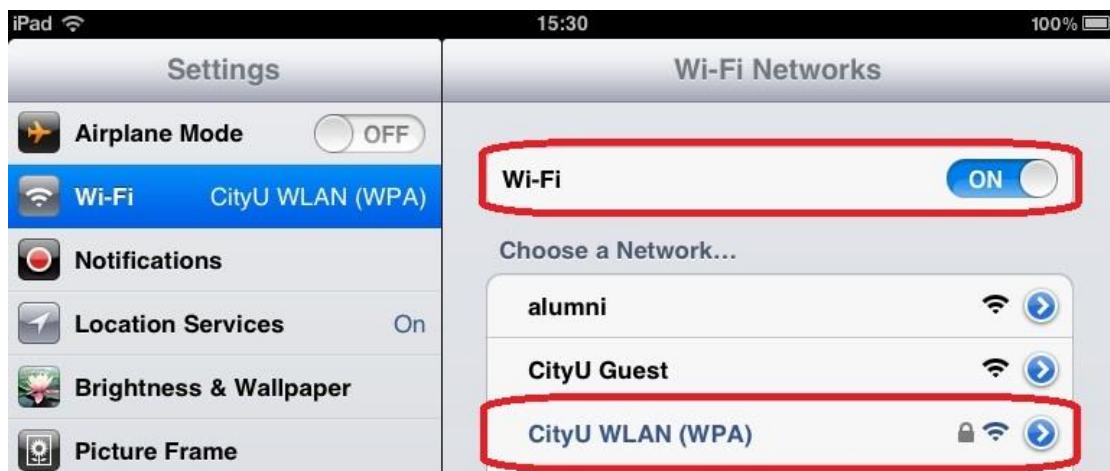 iPad 15:30 100%
Settings
Airplane Mode OFF
Wi-Fi CityU WLAN (WPA)
Notifications
Location Services On
Brightness & Wallpaper
Picture Frame
Wi-Fi Networks
Wi-Fi ON
Choose a Network...
alumni
CityU Guest
CityU WLAN (WPA)